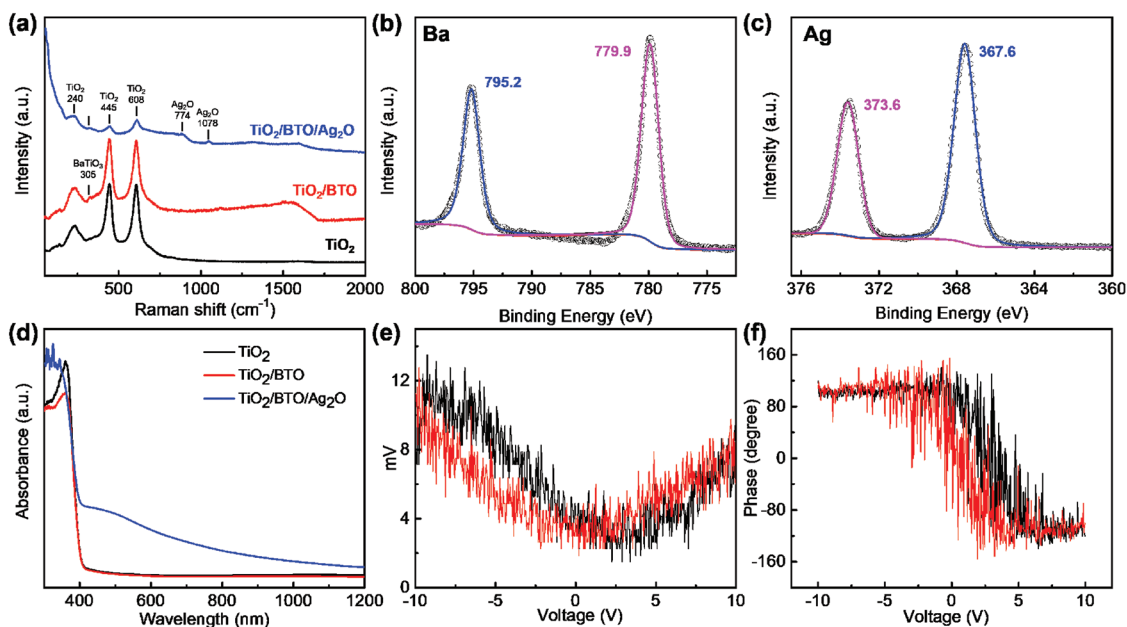 (a)
TiO₂
240
TiO₂
445
TiO₂
608
Ag₂O
774
Ag₂O
1078
TiO₂/BTO/Ag₂O
BaTiO₃
305
TiO₂/BTO
TiO₂
Intensity (a.u.)
500 1000 1500 2000
Raman shift (cm⁻¹)
(b)
Ba
779.9
795.2
Intensity (a.u.)
800 795 790 785 780 775
Binding Energy (eV)
(c)
Ag
367.6
373.6
Intensity (a.u.)
376 372 368 364 360
Binding Energy (eV)
(d)
TiO₂
TiO₂/BTO
TiO₂/BTO/Ag₂O
Absorbance (a.u.)
400 600 800 1000 1200
Wavelength (nm)
(e)
mV
12
8
4
0
-10 -5 0 5 10
Voltage (V)
(f)
Phase (degree)
160
80
0
-80
-160
-10 -5 0 5 10
Voltage (V)